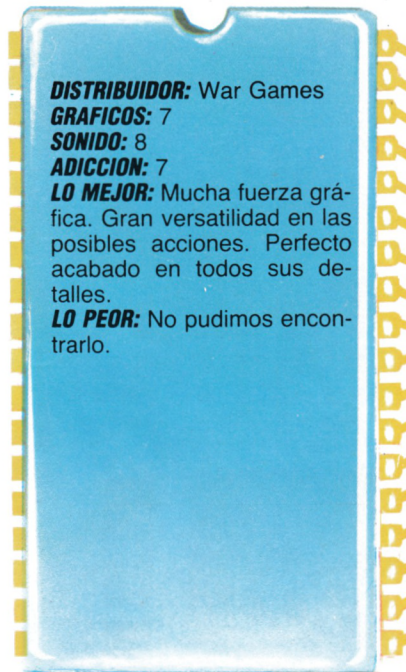 DISTRIBUIDOR: War Games
GRAFICOS: 7
SONIDO: 8
ADICCION: 7
LO MEJOR: Mucha fuerza grá-
fica. Gran versatilidad en las
posibles acciones. Perfecto
acabado en todos sus de-
talles.
LO PEOR: No pudimos encon-
trarlo.